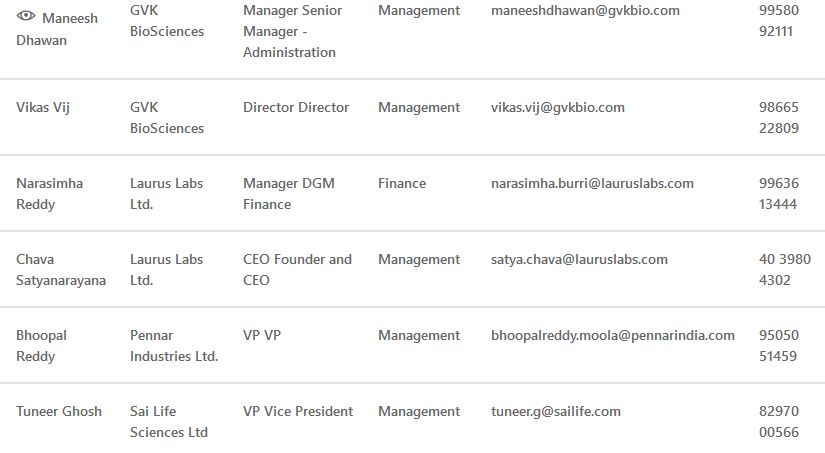 Maneesh Dhawan GVK BioSciences Manager Senior Manager - Administration Management maneeshdhawan@gvkbio.com 99580 92111
Vikas Vij GVK BioSciences Director Director Management vikas.vij@gvkbio.com 98665 22809
Narasimha Reddy Laurus Labs Ltd. Manager DGM Finance Finance narasimha.burri@lauruslabs.com 99636 13444
Chava Satyanarayana Laurus Labs Ltd. CEO Founder and CEO Management satya.chava@lauruslabs.com 40 3980 4302
Bhoopal Reddy Pennar Industries Ltd. VP VP Management bhoopalreddy.moola@pennarindia.com 95050 51459
Tuneer Ghosh Sai Life Sciences Ltd VP Vice President Management tuneer.g@sailife.com 82970 00566